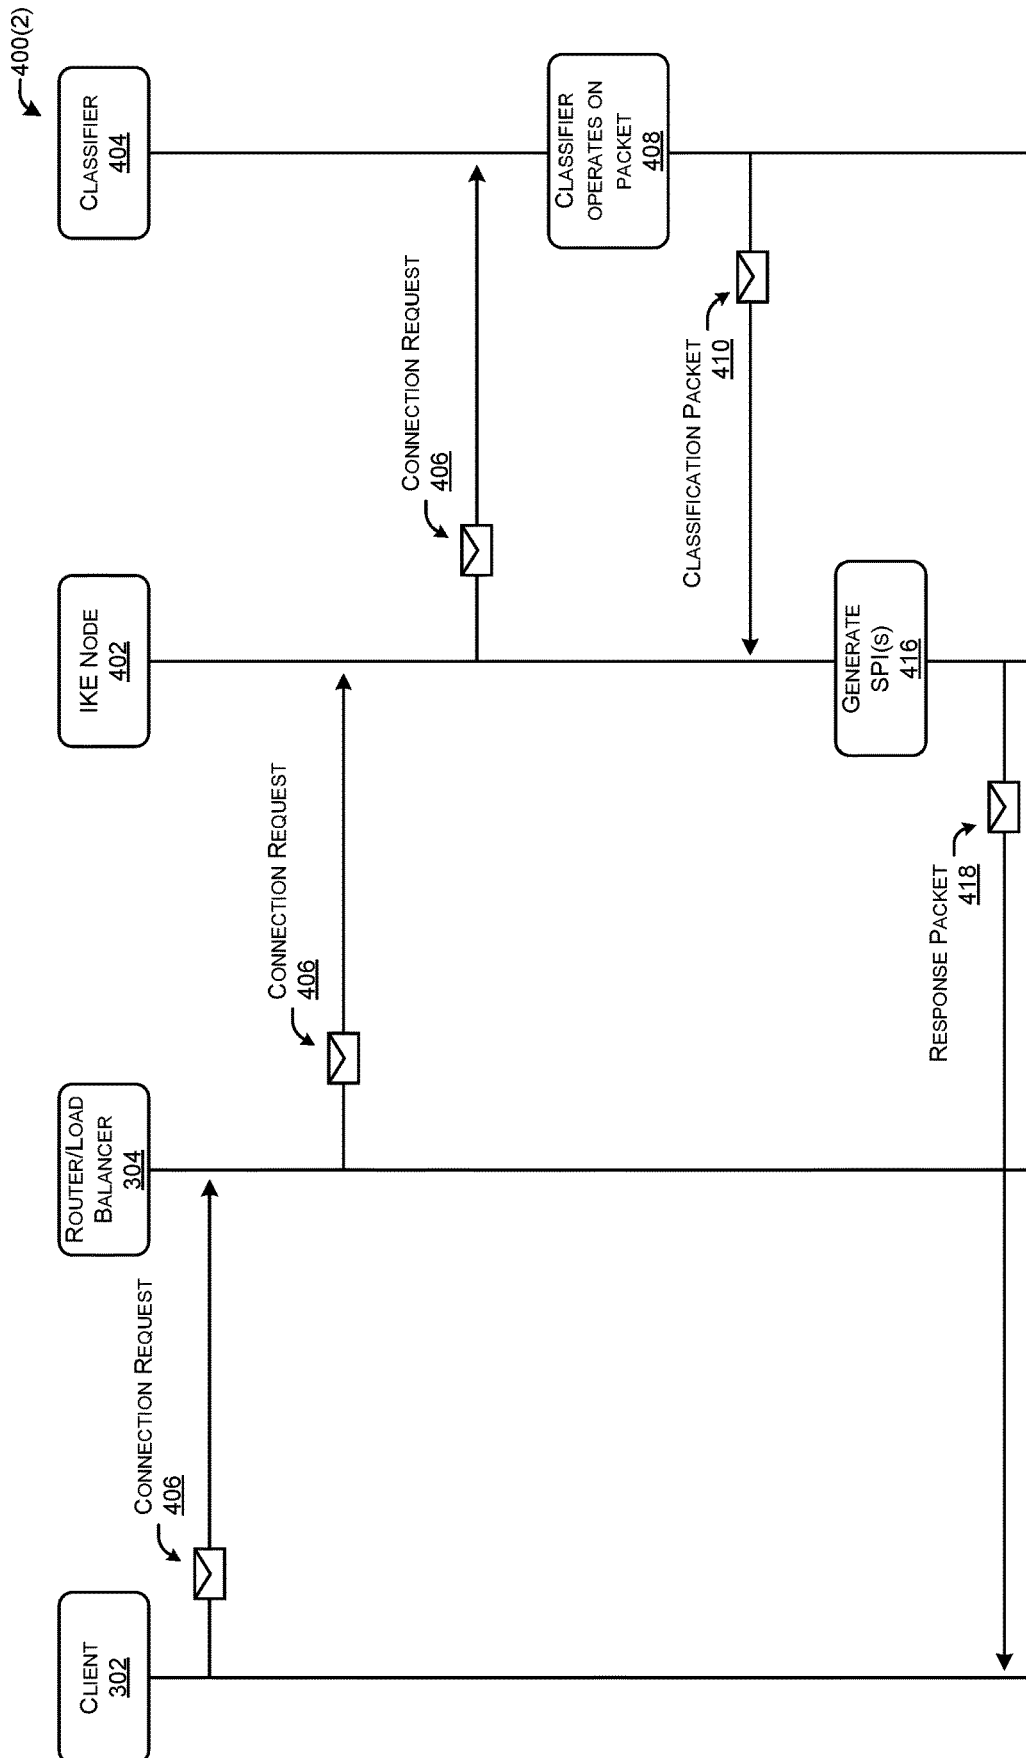 400(2)
CLIENT
302
ROUTER/LOAD
BALANCER
304
IKE NODE
402
CLASSIFIER
404
CONNECTION REQUEST
406
CONNECTION REQUEST
406
CONNECTION REQUEST
406
CLASSIFIER
OPERATES ON
PACKET
408
CLASSIFICATION PACKET
410
GENERATE
SPI(S)
416
RESPONSE PACKET
418